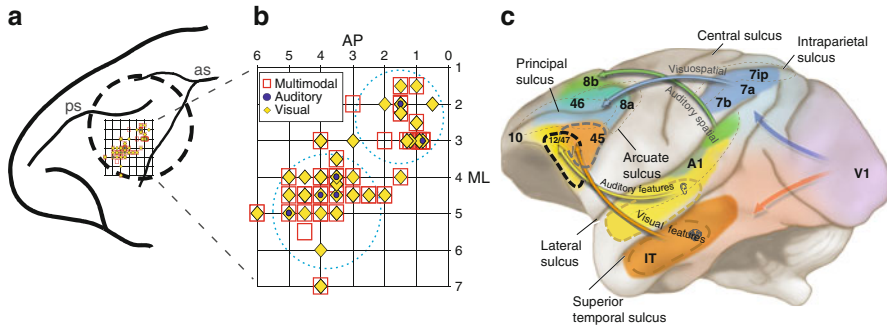 a
as
ps
b
AP
6 5 4 3 2 1 0
Multimodal
Auditory
Visual
1
2
3
4
5
6
7
ML
c
Central sulcus
Intraparietal
sulcus
Principal
sulcus
8b
Visuospatial
7ip
7a
7b
46
8a
Auditory spatial
10
12/47
45
Arcuate
sulcus
A1
Auditory features
V1
Visual features
Lateral
sulcus
IT
Superior
temporal sulcus